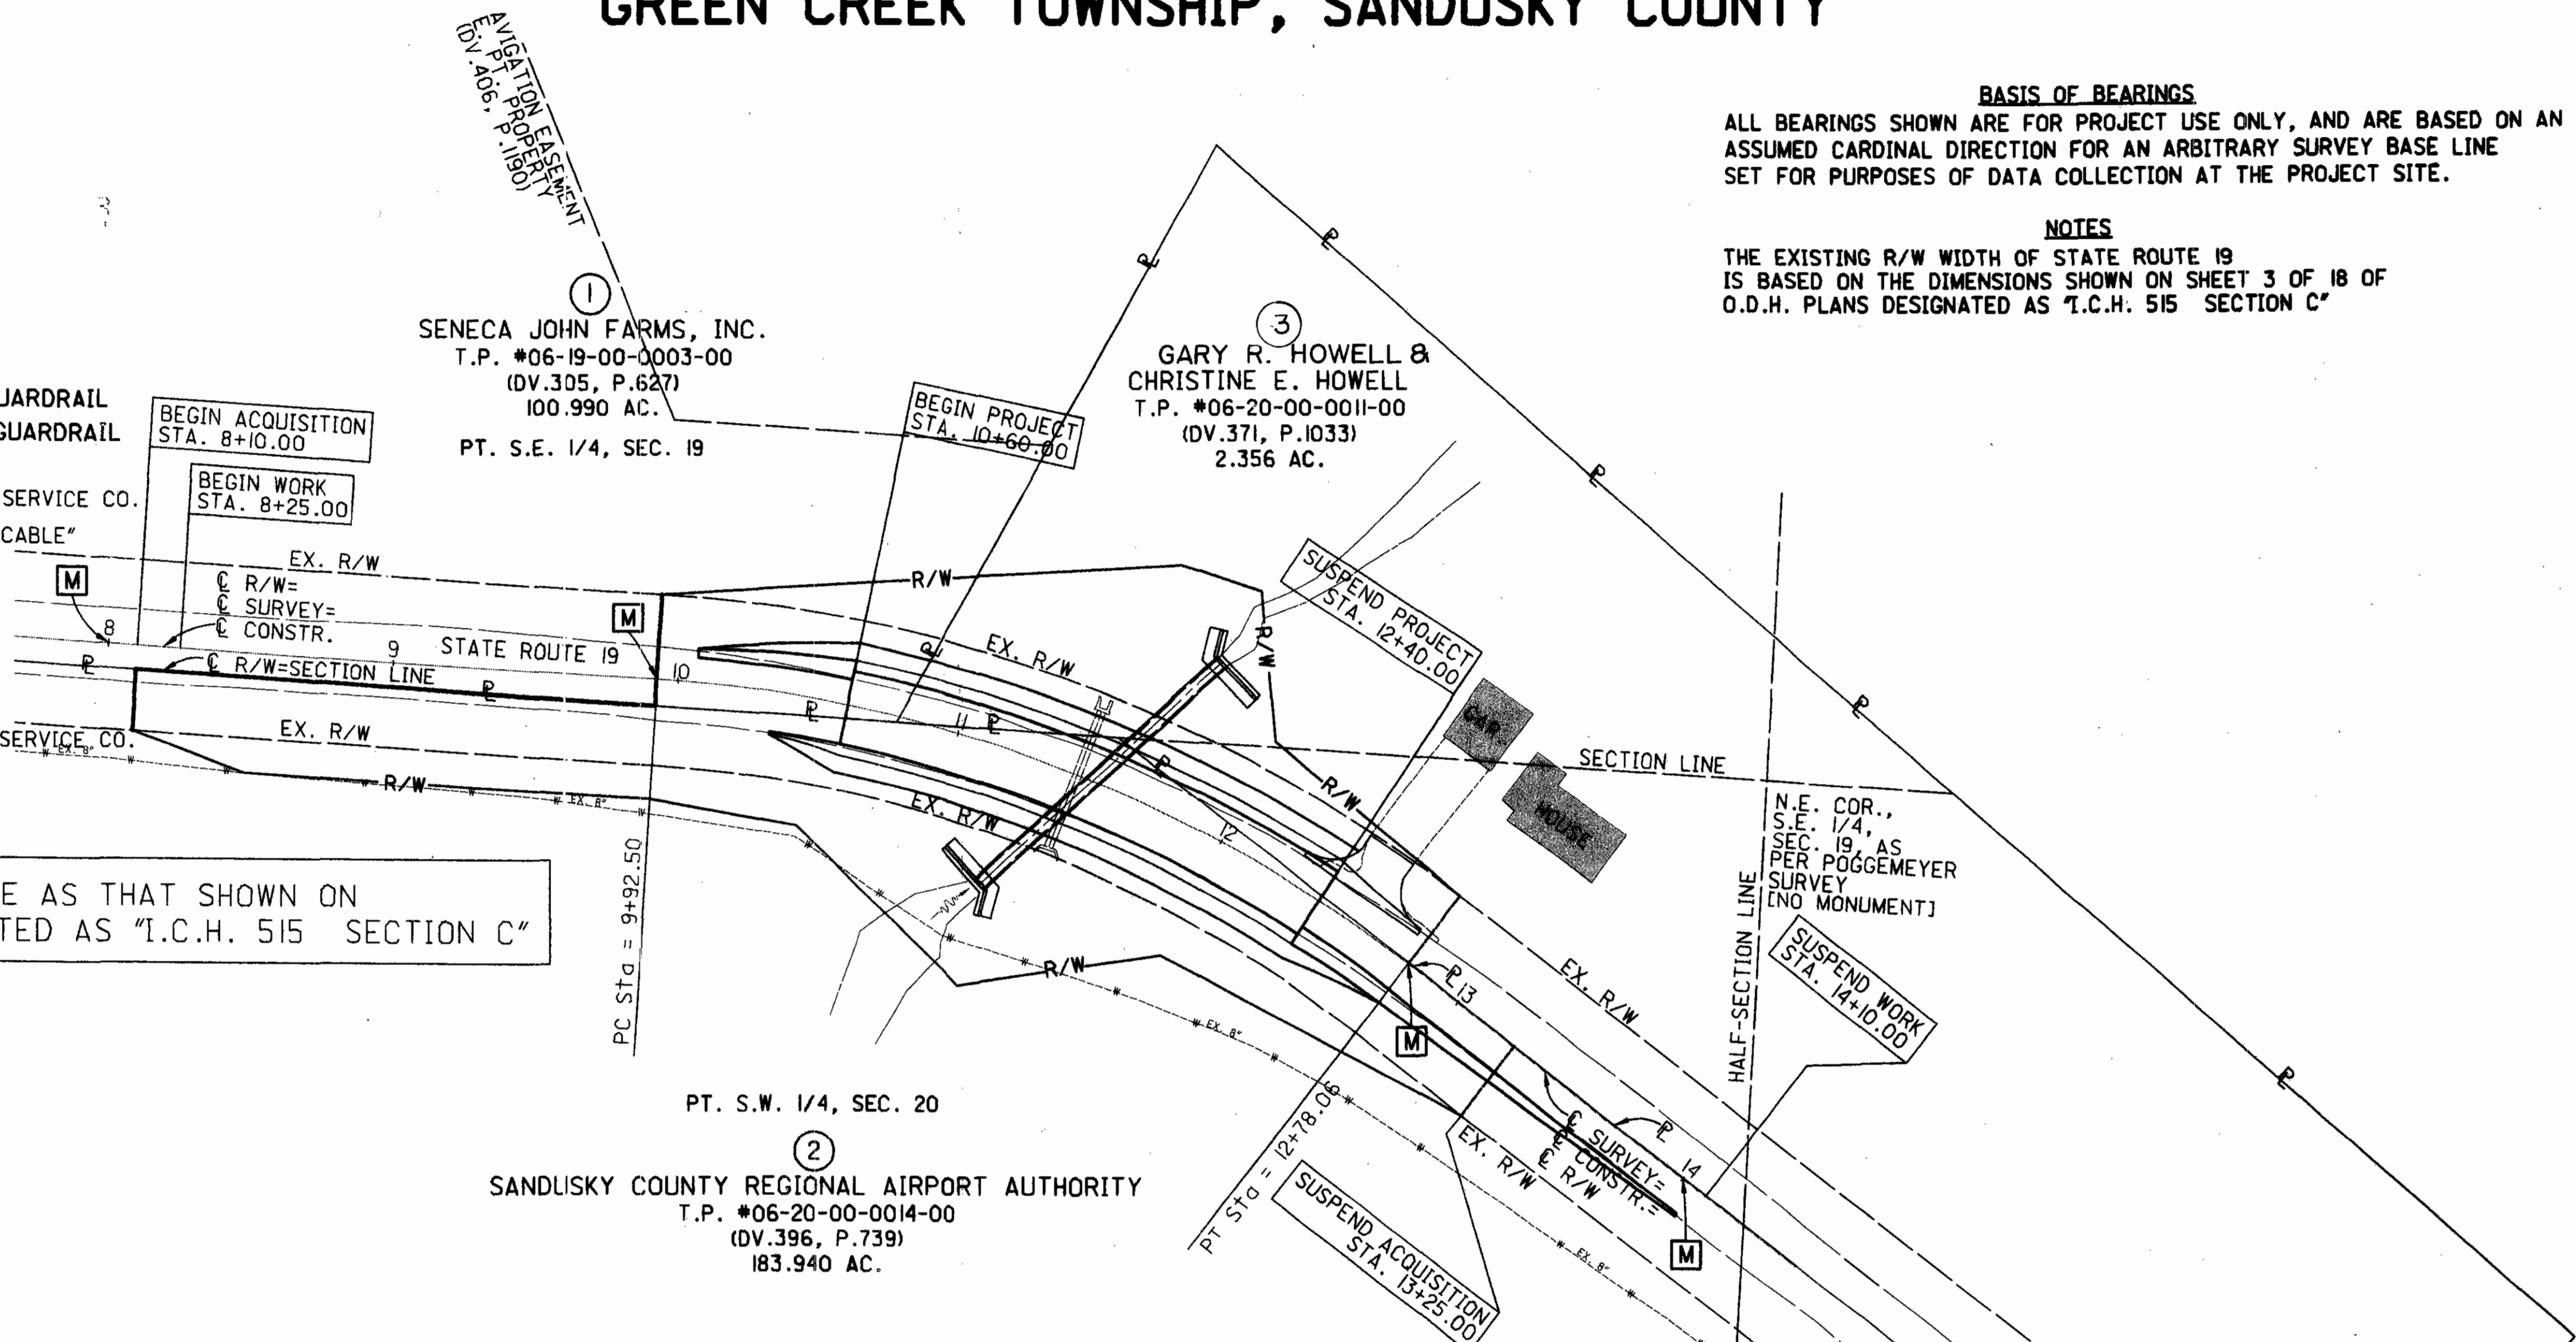 GREEN CREEK TOWNSHIP, SANDUSKY COUNTY
AVIGATION EASEMENT
E. PT. PROPERTY
(DV.406, P.1190)
BASIS OF BEARINGS
ALL BEARINGS SHOWN ARE FOR PROJECT USE ONLY, AND ARE BASED ON AN
ASSUMED CARDINAL DIRECTION FOR AN ARBITRARY SURVEY BASE LINE
SET FOR PURPOSES OF DATA COLLECTION AT THE PROJECT SITE.
NOTES
THE EXISTING R/W WIDTH OF STATE ROUTE 19
IS BASED ON THE DIMENSIONS SHOWN ON SHEET 3 OF 18 OF
O.D.H. PLANS DESIGNATED AS "I.C.H. 515 SECTION C"
1
SENECA JOHN FARMS, INC.
T.P. #06-19-00-0003-00
(DV.305, P.627)
100.990 AC.
PT. S.E. 1/4, SEC. 19
3
GARY R. HOWELL &
CHRISTINE E. HOWELL
T.P. #06-20-00-0011-00
(DV.371, P.1033)
2.356 AC.
UARDRAIL
GUARDRAIL
SERVICE CO.
CABLE"
BEGIN ACQUISITION
STA. 8+10.00
BEGIN WORK
STA. 8+25.00
BEGIN PROJECT
STA. 10+60.00
SUSPEND PROJECT
STA. 12+40.00
EX. R/W
M
℄ R/W=
℄ SURVEY=
℄ CONSTR.
8
9
STATE ROUTE 19
M
10
℄ R/W=SECTION LINE
EX. R/W
SERVICE CO.
EX. 8"
R/W
EX. 8"
R/W
EX. R/W
R/W
11
EX. R/W
12
R/W
GAR.
HOUSE
SECTION LINE
N.E. COR.,
S.E. 1/4,
SEC. 19, AS
PER POGGEMEYER
SURVEY
[NO MONUMENT]
HALF-SECTION LINE
SUSPEND WORK
STA. 14+10.00
E AS THAT SHOWN ON
TED AS "I.C.H. 515 SECTION C"
PC Sta = 9+92.50
R/W
EX. 8"
13
M
EX. R/W
PT Sta = 12+78.06
EX. R/W
℄ SURVEY=
℄ CONSTR.=
℄ R/W
14
M
EX. 8"
SUSPEND ACQUISITION
STA. 13+25.00
PT. S.W. 1/4, SEC. 20
2
SANDUSKY COUNTY REGIONAL AIRPORT AUTHORITY
T.P. #06-20-00-0014-00
(DV.396, P.739)
183.940 AC.